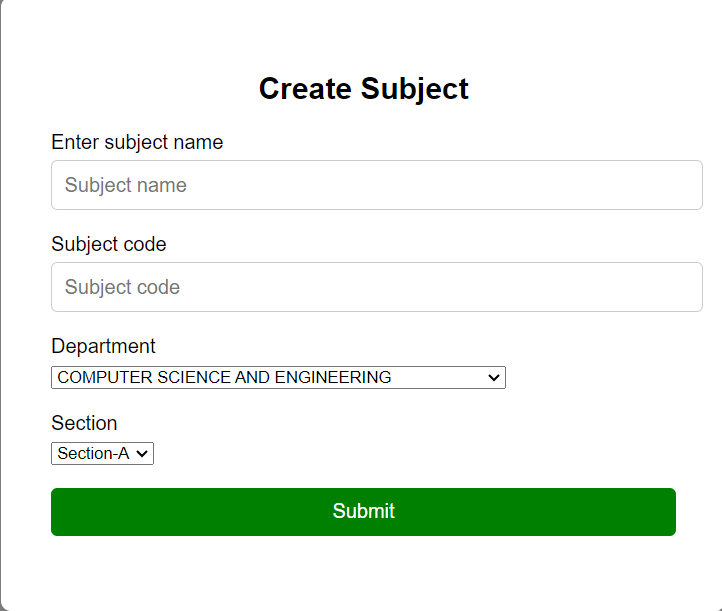 Create Subject
Enter subject name
Subject name
Subject code
Subject code
Department
COMPUTER SCIENCE AND ENGINEERING
Section
Section-A
Submit